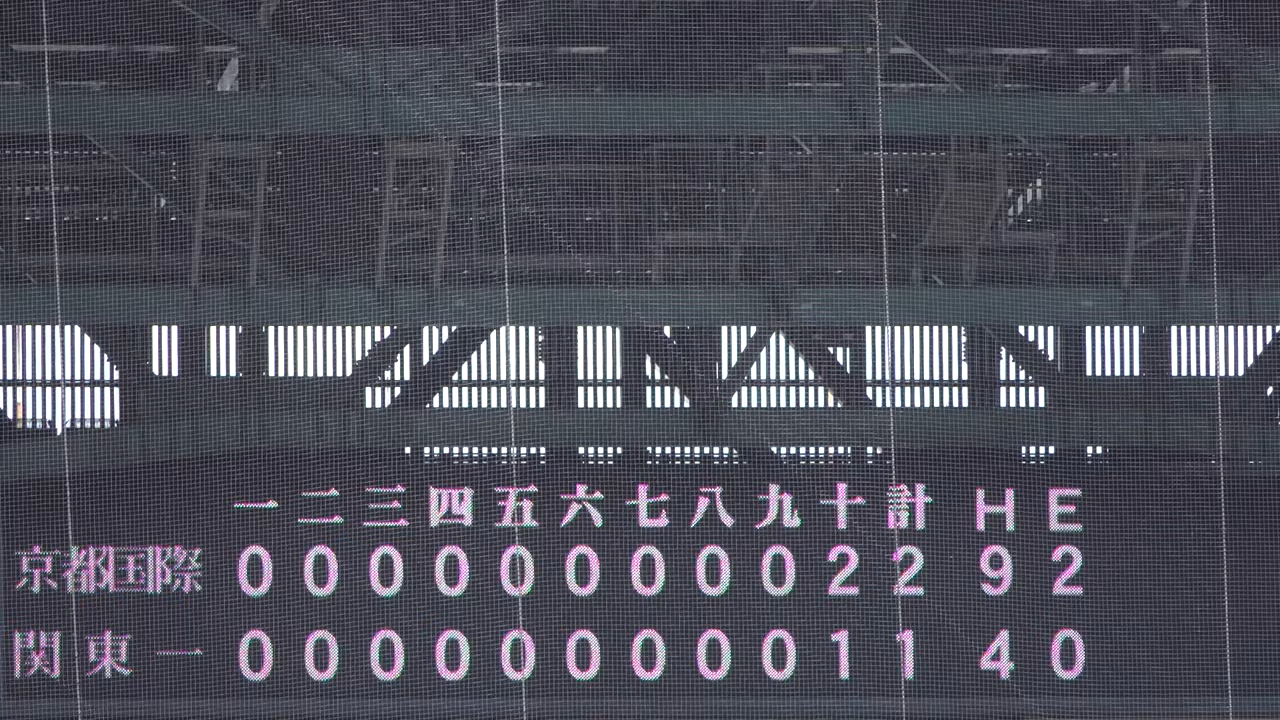 一 二 三 四 五 六 七 八 九 十 計 H E
京都国際 0 0 0 0 0 0 0 0 0 2 2 9 2
関東一 0 0 0 0 0 0 0 0 0 1 1 4 0